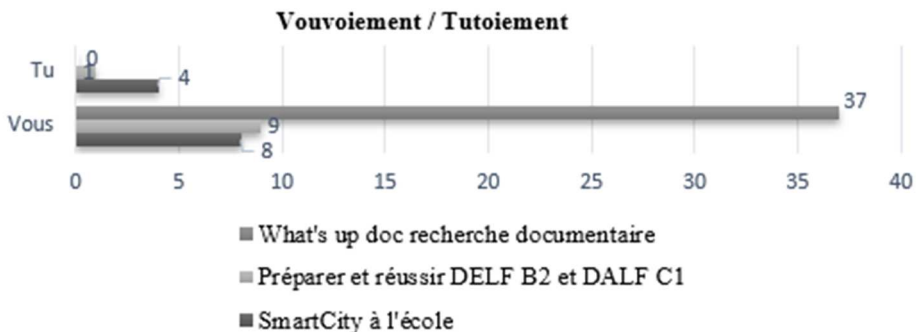 Vouvoiement / Tutoiement
Tu
0
1
4
Vous
37
9
8
0 5 10 15 20 25 30 35 40
What's up doc recherche documentaire
Préparer et réussir DELF B2 et DALF C1
SmartCity à l'école